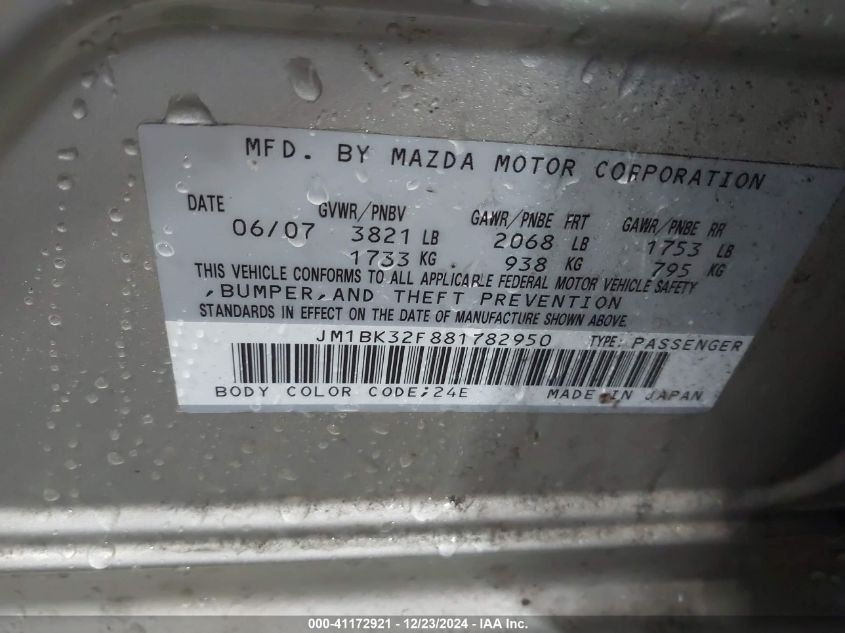 MFD. BY MAZDA MOTOR CORPORATION
DATE GVWR/PNBV GAWR/PNBE FRT GAWR/PNBE RR
06/07 3821 LB 2068 LB 1753 LB
1733 KG 938 KG 795 KG
THIS VEHICLE CONFORMS TO ALL APPLICABLE FEDERAL MOTOR VEHICLE SAFETY
,BUMPER,AND THEFT PREVENTION
STANDARDS IN EFFECT ON THE DATE OF MANUFACTURE SHOWN ABOVE.
JM1BK32F881782950 TYPE: PASSENGER
BODY COLOR CODE;24E MADE IN JAPAN
000-41172921 - 12/23/2024 - IAA, Inc.